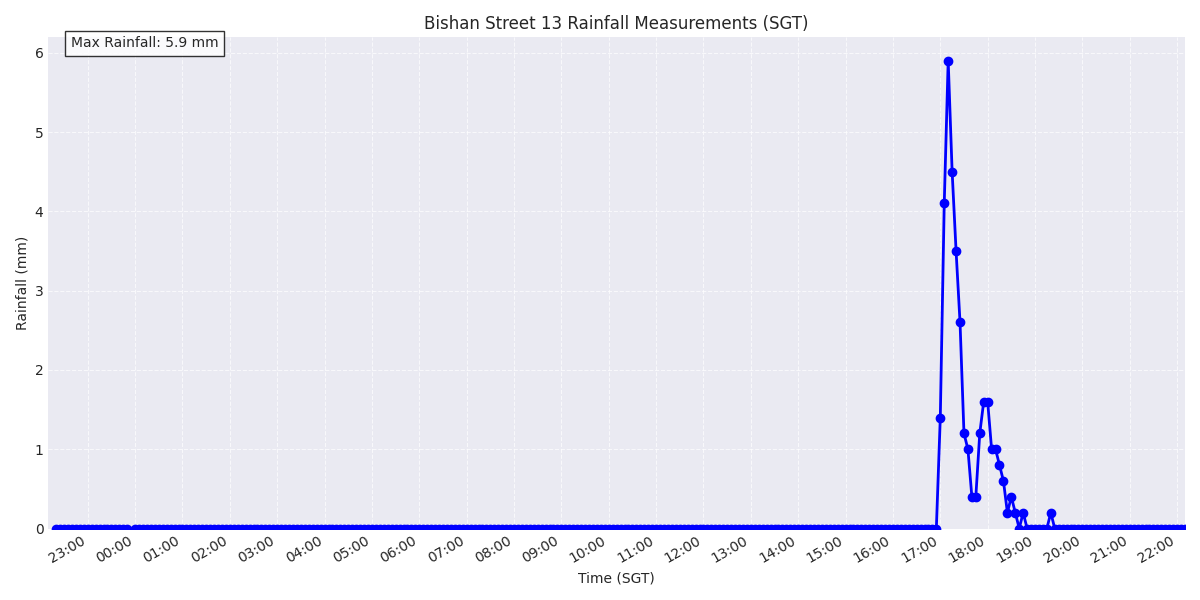 Bishan Street 13 Rainfall Measurements (SGT)
Max Rainfall: 5.9 mm
Rainfall (mm)
6
5
4
3
2
1
0
23:00 00:00 01:00 02:00 03:00 04:00 05:00 06:00 07:00 08:00 09:00 10:00 11:00 12:00 13:00 14:00 15:00 16:00 17:00 18:00 19:00 20:00 21:00 22:00
Time (SGT)